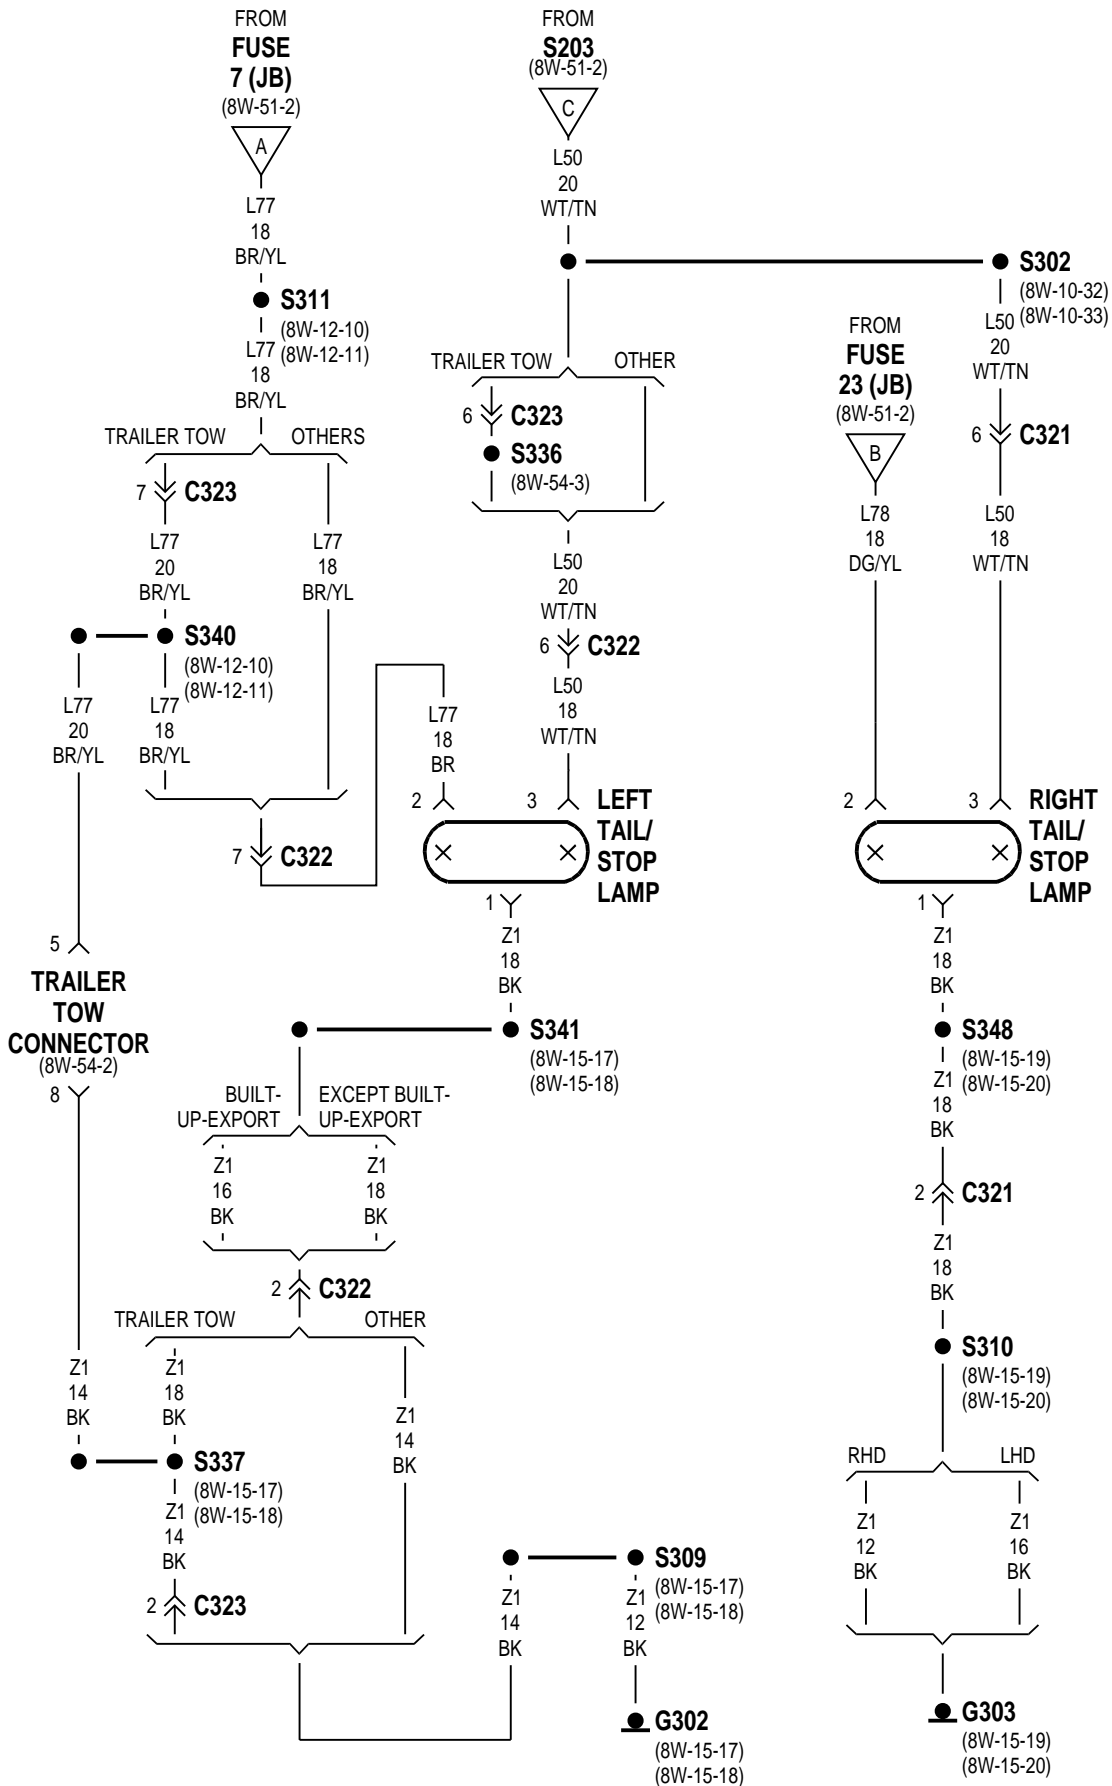 FROM
FUSE
7 (JB)
(8W-51-2)
A
L77
18
BR/YL
S311
(8W-12-10)
(8W-12-11)
L77
18
BR/YL
TRAILER TOW
OTHERS
7
C323
L77
20
BR/YL
L77
18
BR/YL
S340
(8W-12-10)
(8W-12-11)
L77
20
BR/YL
L77
18
BR/YL
7
C322
L77
18
BR
FROM
S203
(8W-51-2)
C
L50
20
WT/TN
S302
(8W-10-32)
(8W-10-33)
TRAILER TOW
OTHER
6
C323
S336
(8W-54-3)
L50
20
WT/TN
6
C322
L50
18
WT/TN
2
3
LEFT
TAIL/
STOP
LAMP
1
FROM
FUSE
23 (JB)
(8W-51-2)
B
L78
18
DG/YL
L50
20
WT/TN
6
C321
L50
18
WT/TN
2
3
RIGHT
TAIL/
STOP
LAMP
1
5
TRAILER
TOW
CONNECTOR
(8W-54-2)
8
Z1
18
BK
S341
(8W-15-17)
(8W-15-18)
BUILT-
UP-EXPORT
EXCEPT BUILT-
UP-EXPORT
Z1
16
BK
Z1
18
BK
2
C322
TRAILER TOW
OTHER
Z1
14
BK
Z1
18
BK
Z1
14
BK
S337
(8W-15-17)
(8W-15-18)
Z1
14
BK
2
C323
Z1
14
BK
S309
(8W-15-17)
(8W-15-18)
Z1
12
BK
G302
(8W-15-17)
(8W-15-18)
Z1
18
BK
S348
(8W-15-19)
(8W-15-20)
Z1
18
BK
2
C321
Z1
18
BK
S310
(8W-15-19)
(8W-15-20)
RHD
LHD
Z1
12
BK
Z1
16
BK
G303
(8W-15-19)
(8W-15-20)